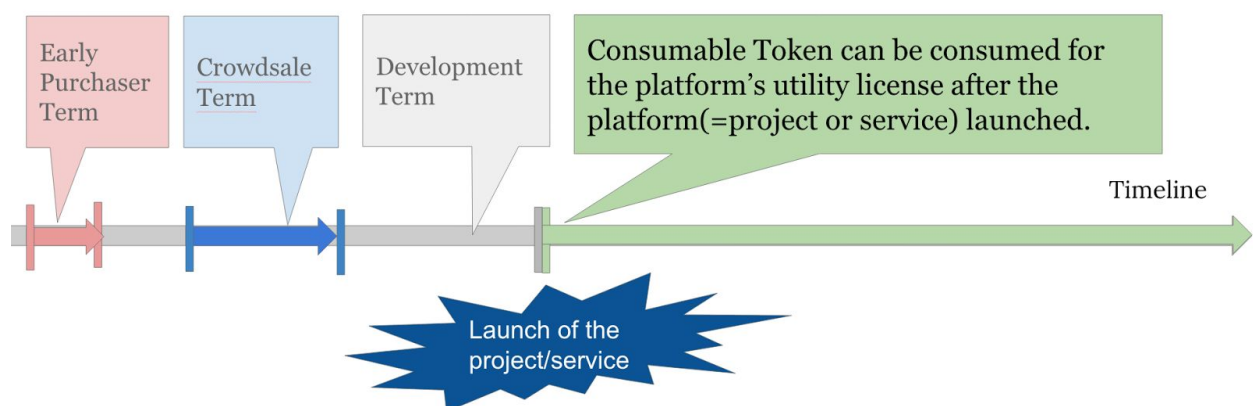 Early
Purchaser
Term
Crowdsale
Term
Development
Term
Consumable Token can be consumed for
the platform’s utility license after the
platform(=project or service) launched.
Timeline
Launch of the
project/service